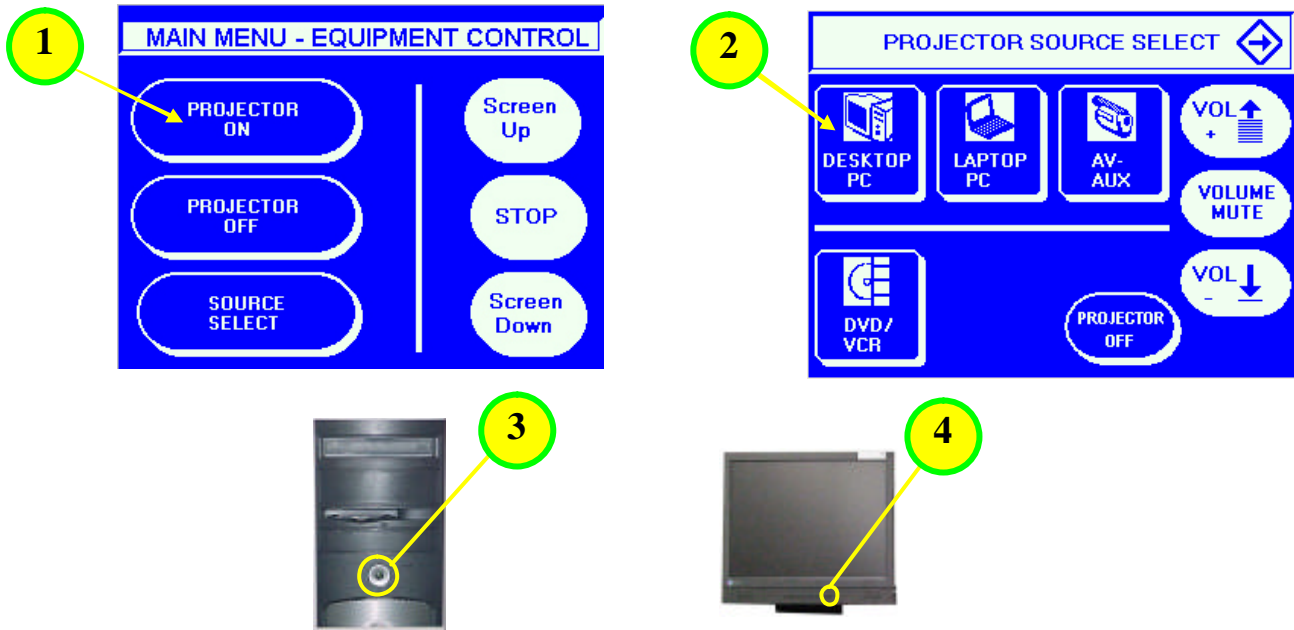 1
MAIN MENU - EQUIPMENT CONTROL
PROJECTOR
ON
Screen
Up
PROJECTOR
OFF
STOP
SOURCE
SELECT
Screen
Down
2
PROJECTOR SOURCE SELECT
DESKTOP
PC
LAPTOP
PC
AV-
AUX
VOL
+
VOLUME
MUTE
VOL
-
DVD/
VCR
PROJECTOR
OFF
3
4